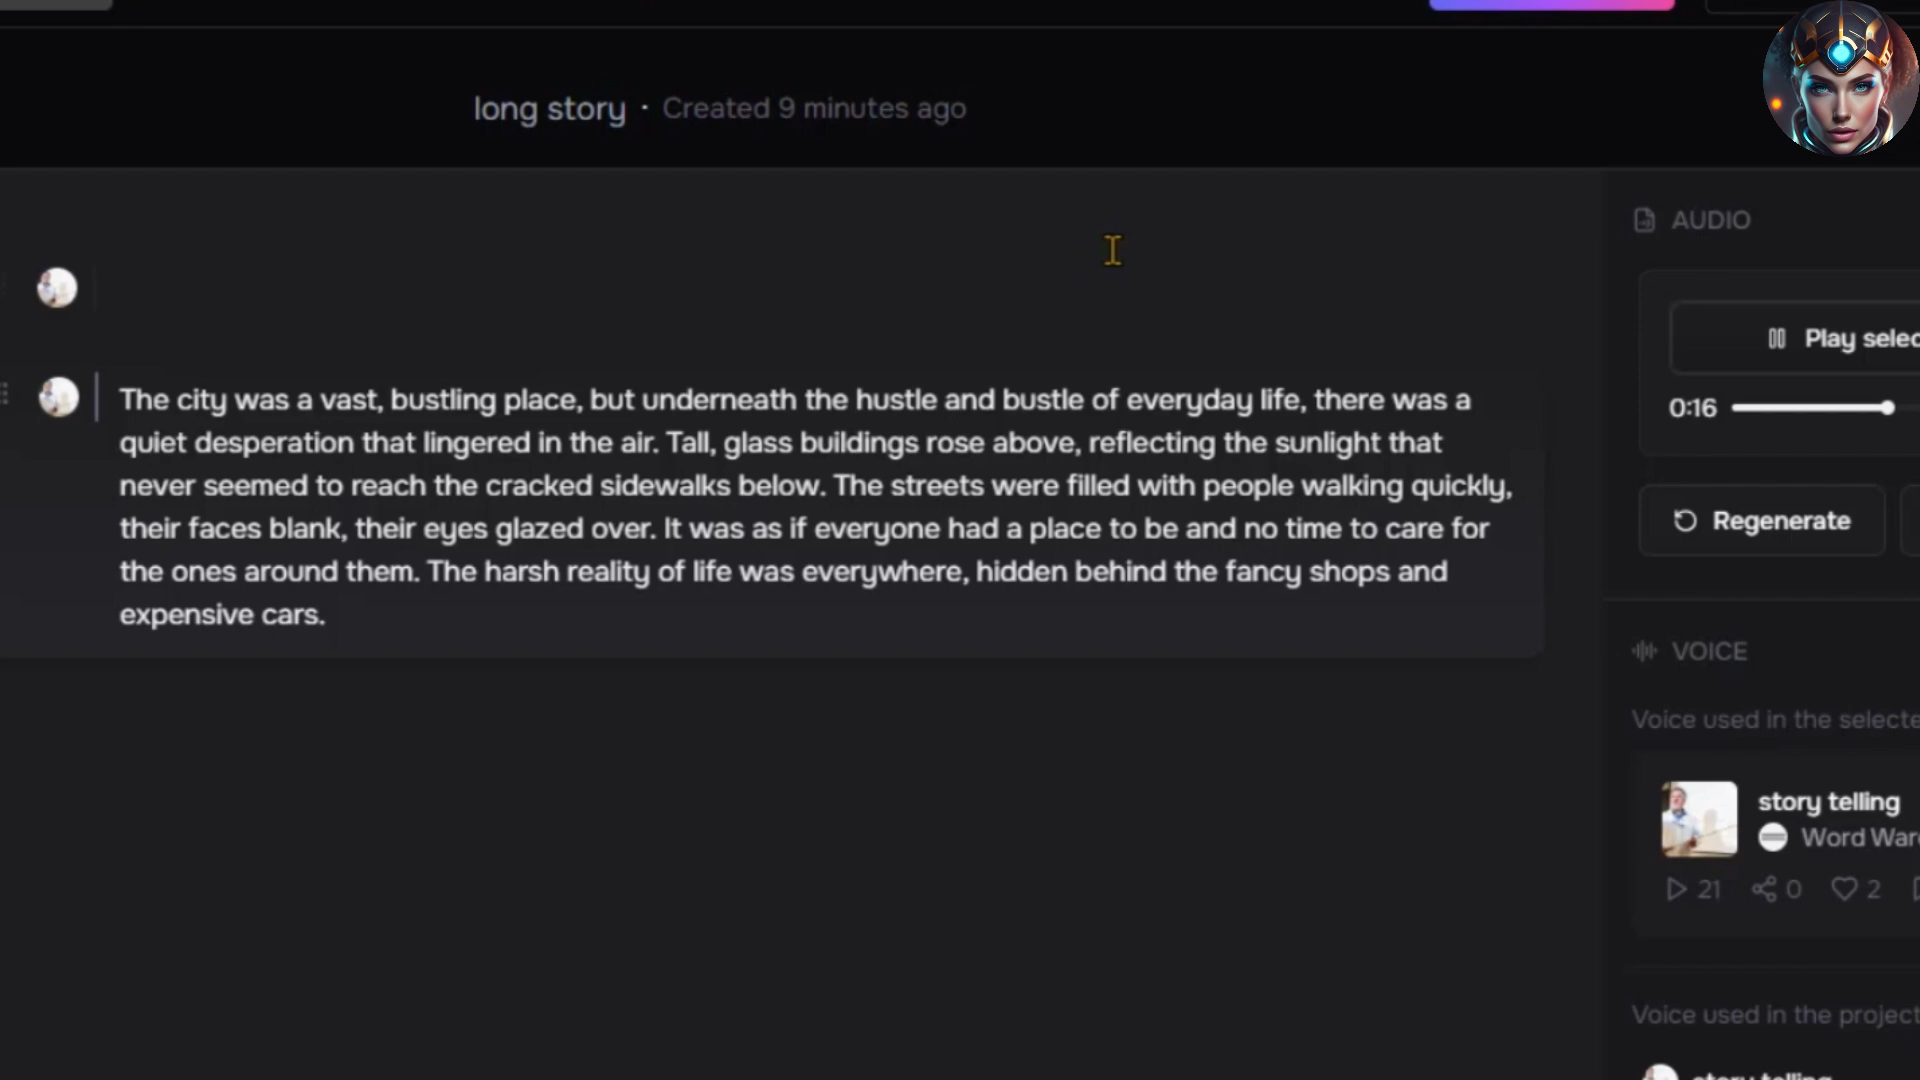 long story · Created 9 minutes ago
AUDIO
Play selec
0:16
Regenerate
The city was a vast, bustling place, but underneath the hustle and bustle of everyday life, there was a
quiet desperation that lingered in the air. Tall, glass buildings rose above, reflecting the sunlight that
never seemed to reach the cracked sidewalks below. The streets were filled with people walking quickly,
their faces blank, their eyes glazed over. It was as if everyone had a place to be and no time to care for
the ones around them. The harsh reality of life was everywhere, hidden behind the fancy shops and
expensive cars.
VOICE
Voice used in the selecte
story telling
Word War
21 0 2
Voice used in the project
story telling